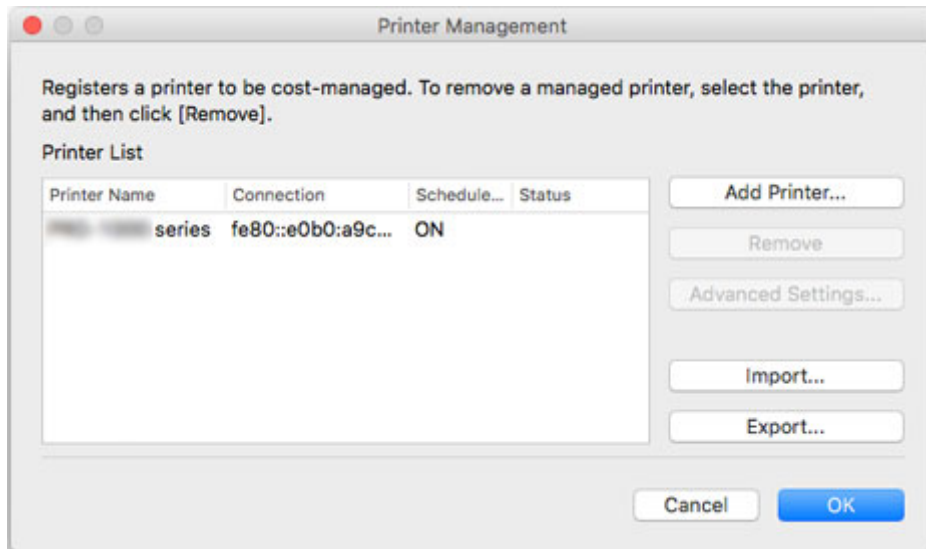 Printer Management
Registers a printer to be cost-managed. To remove a managed printer, select the printer,
and then click [Remove].
Printer List
Printer Name Connection Schedule... Status
series fe80::e0b0:a9c... ON
Add Printer...
Remove
Advanced Settings...
Import...
Export...
Cancel OK